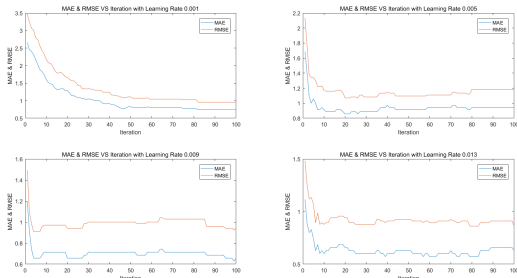 MAE & RMSE VS Iteration with Learning Rate 0.001
3.5
3
2.5
2
1.5
1
0.5
MAE & RMSE
0 10 20 30 40 50 60 70 80 90 100
Iteration
MAE
RMSE
MAE & RMSE VS Iteration with Learning Rate 0.005
2.2
2
1.8
1.6
1.4
1.2
1
0.8
MAE & RMSE
0 10 20 30 40 50 60 70 80 90 100
Iteration
MAE
RMSE
MAE & RMSE VS Iteration with Learning Rate 0.009
1.6
1.4
1.2
1
0.8
0.6
MAE & RMSE
0 10 20 30 40 50 60 70 80 90 100
Iteration
MAE
RMSE
MAE & RMSE VS Iteration with Learning Rate 0.013
1.5
1
0.5
MAE & RMSE
0 10 20 30 40 50 60 70 80 90 100
Iteration
MAE
RMSE